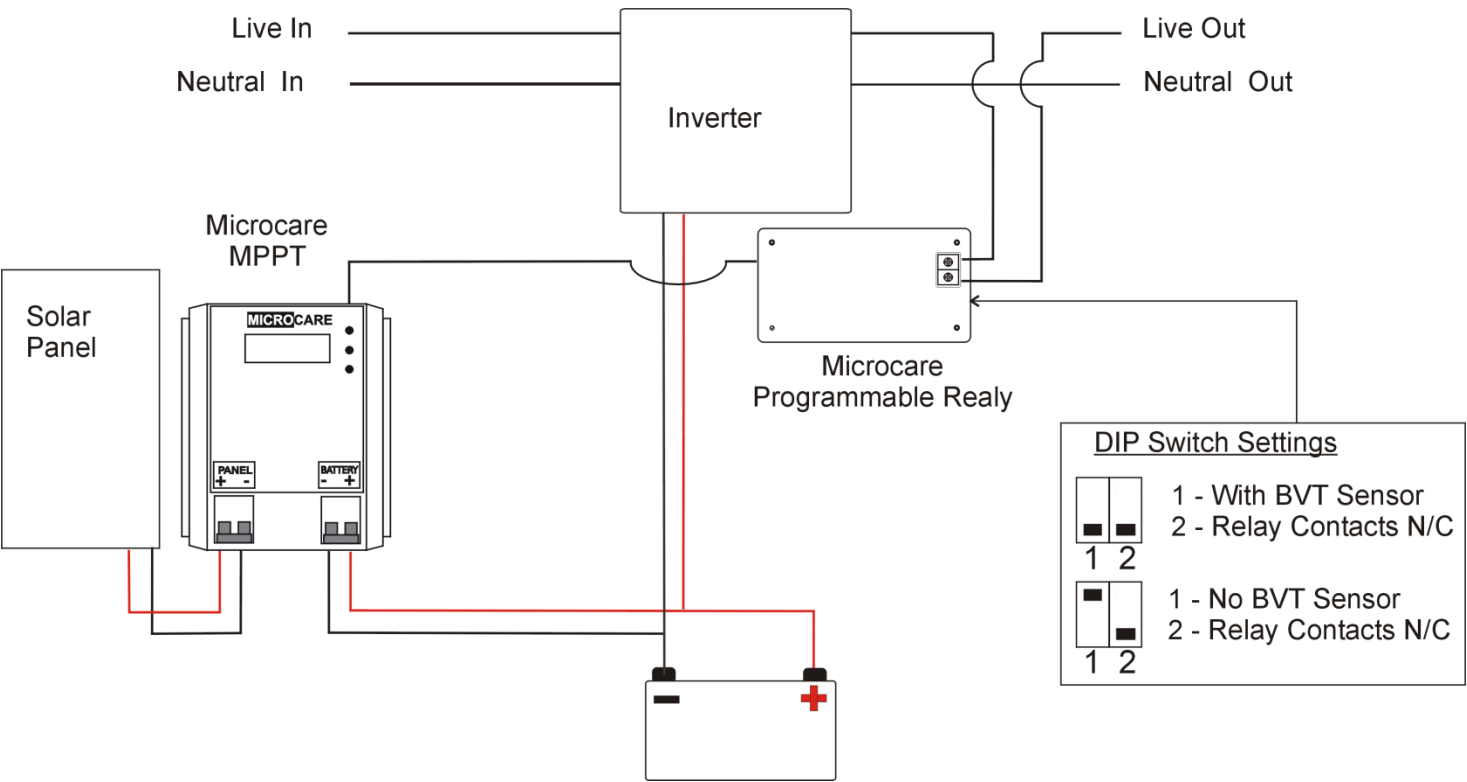 Live In
Neutral In
Inverter
Live Out
Neutral Out
Microcare
MPPT
Solar
Panel
MICROCARE
PANEL
+ -
BATTERY
- +
Microcare
Programmable Realy
DIP Switch Settings
1 - With BVT Sensor
2 - Relay Contacts N/C
1 2
1 - No BVT Sensor
2 - Relay Contacts N/C
1 2
- +